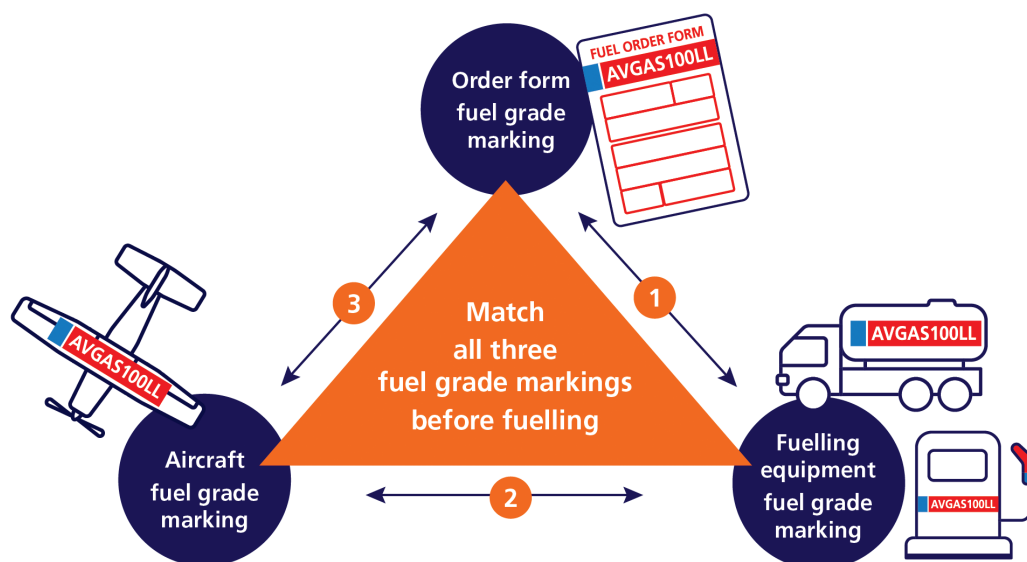 FUEL ORDER FORM
AVGAS100LL
Order form
fuel grade
marking
3
1
AVGAS100LL
AVGAS100LL
Match
all three
fuel grade markings
before fuelling
Aircraft
fuel grade
marking
2
Fuelling
equipment
fuel grade
marking
AVGAS100LL